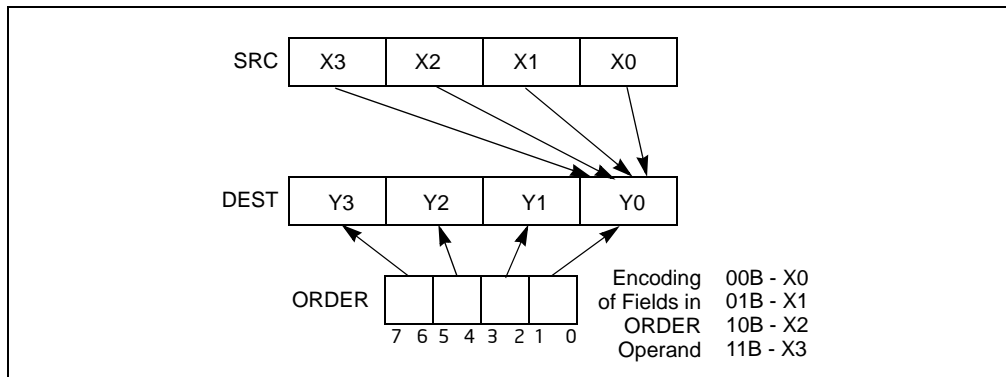 SRC X3 X2 X1 X0
DEST Y3 Y2 Y1 Y0
ORDER
7 6 5 4 3 2 1 0
Encoding 00B - X0
of Fields in 01B - X1
ORDER 10B - X2
Operand 11B - X3